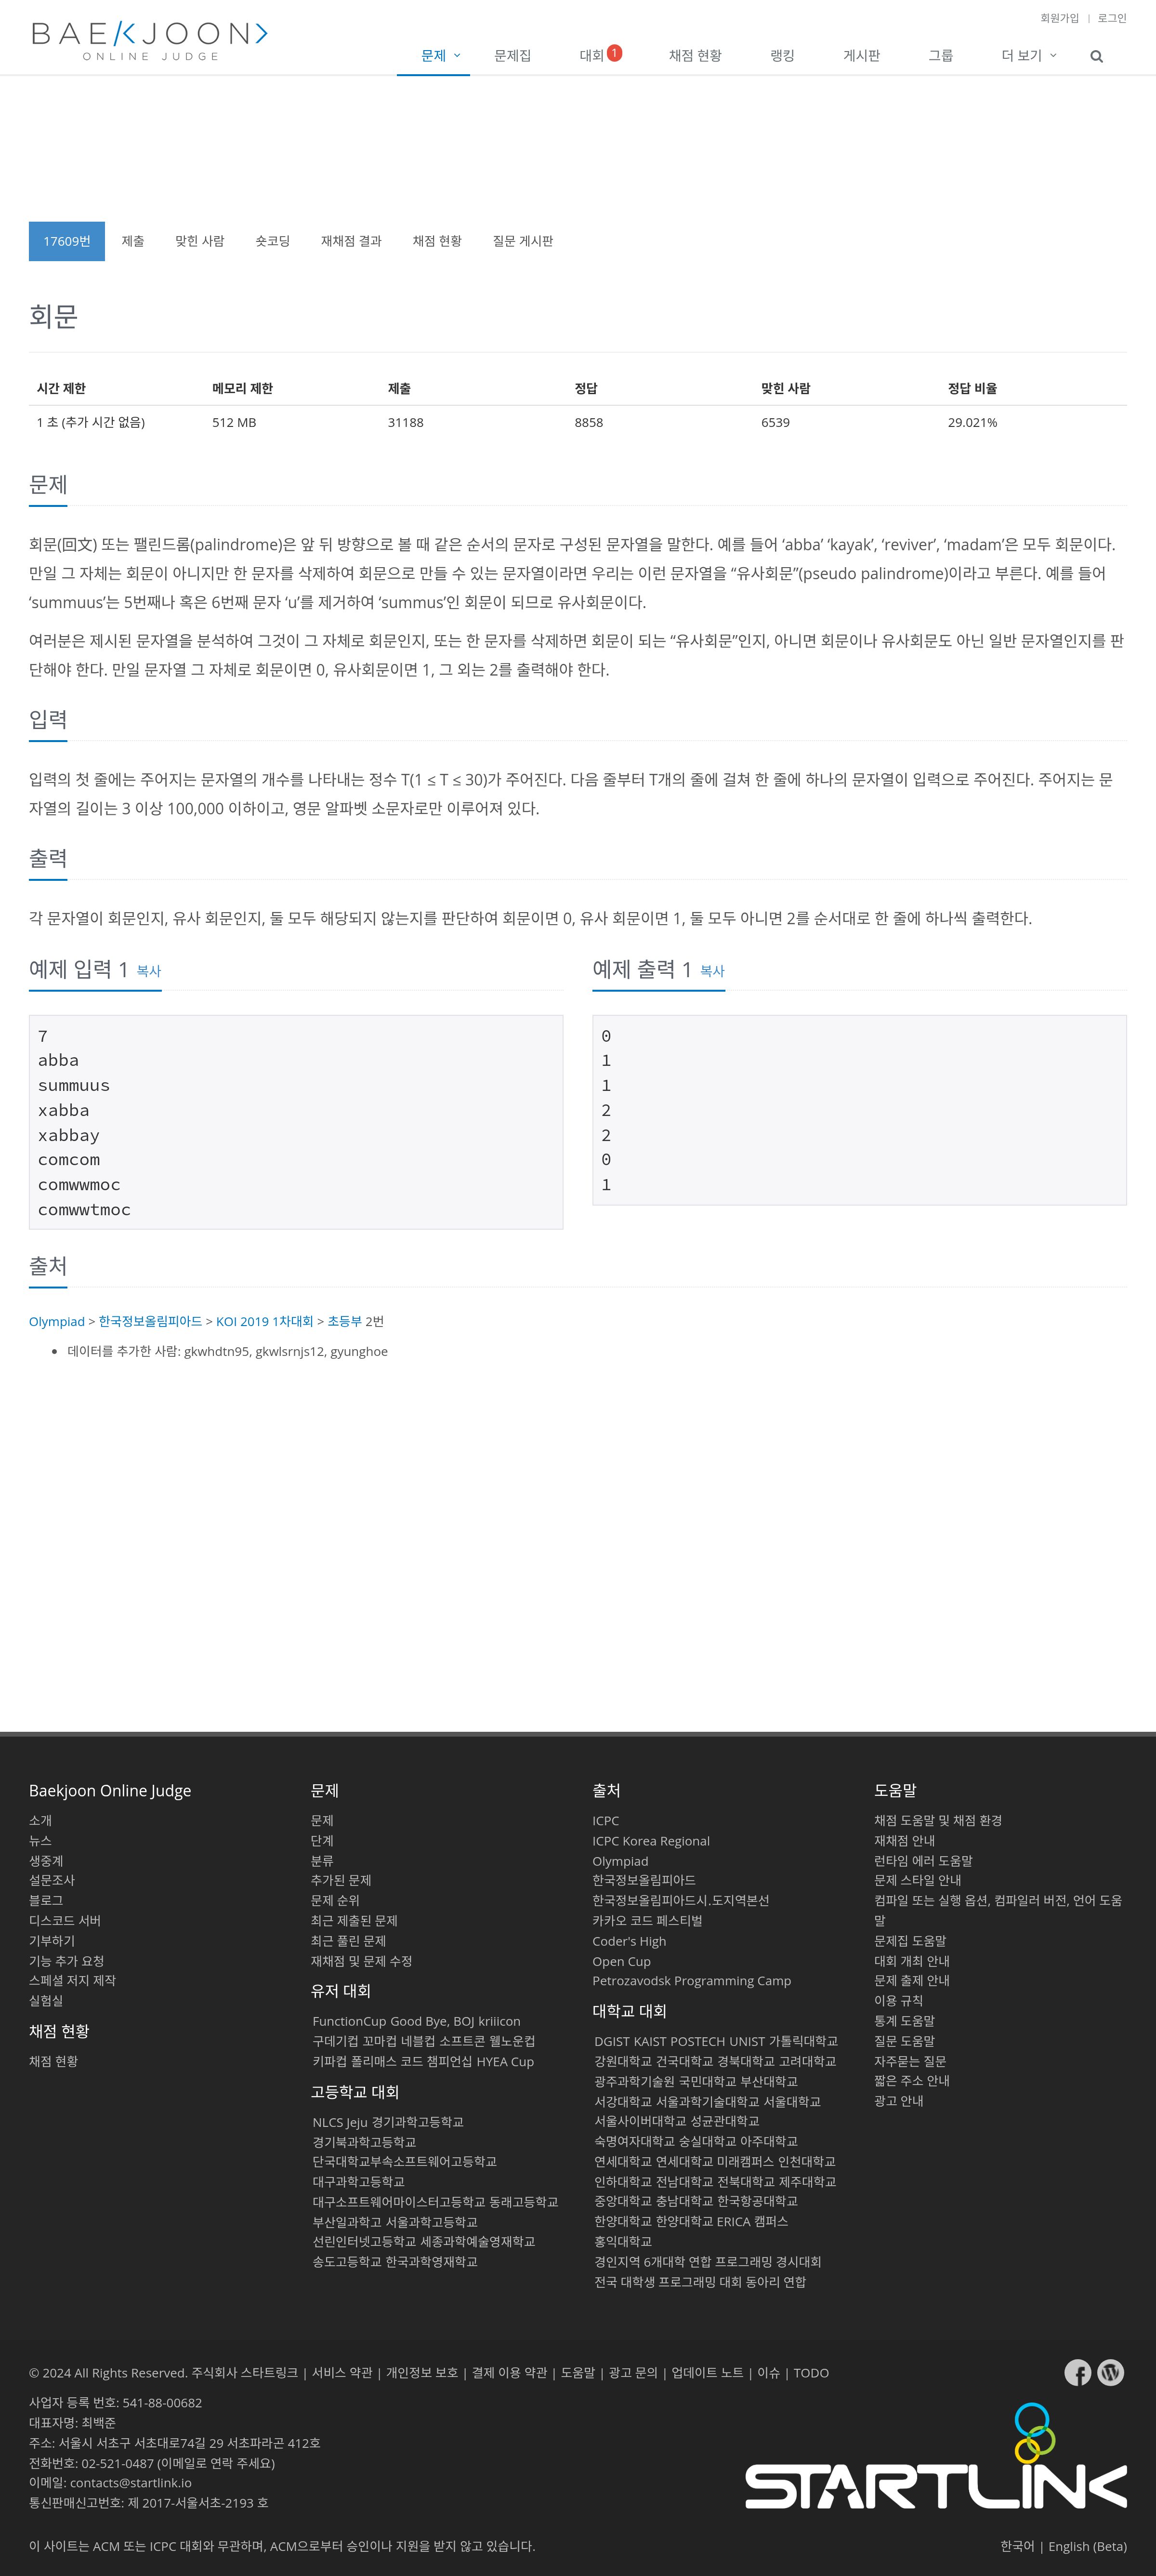 회원가입 | 로그인
BAE/<JOON>
ONLINE JUDGE
문제 문제집 대회 1 채점 현황 랭킹 게시판 그룹 더 보기
17609번 제출 맞힌 사람 숏코딩 재채점 결과 채점 현황 질문 게시판
회문
시간 제한 메모리 제한 제출 정답 맞힌 사람 정답 비율
1 초 (추가 시간 없음) 512 MB 31188 8858 6539 29.021%
문제
회문(回文) 또는 팰린드롬(palindrome)은 앞 뒤 방향으로 볼 때 같은 순서의 문자로 구성된 문자열을 말한다. 예를 들어 ‘abba’ ‘kayak’, ‘reviver’, ‘madam’은 모두 회문이다.
만일 그 자체는 회문이 아니지만 한 문자를 삭제하여 회문으로 만들 수 있는 문자열이라면 우리는 이런 문자열을 “유사회문”(pseudo palindrome)이라고 부른다. 예를 들어
‘summuus’는 5번째나 혹은 6번째 문자 ‘u’를 제거하여 ‘summus’인 회문이 되므로 유사회문이다.
여러분은 제시된 문자열을 분석하여 그것이 그 자체로 회문인지, 또는 한 문자를 삭제하면 회문이 되는 “유사회문”인지, 아니면 회문이나 유사회문도 아닌 일반 문자열인지를 판
단해야 한다. 만일 문자열 그 자체로 회문이면 0, 유사회문이면 1, 그 외는 2를 출력해야 한다.
입력
입력의 첫 줄에는 주어지는 문자열의 개수를 나타내는 정수 T(1 ≤ T ≤ 30)가 주어진다. 다음 줄부터 T개의 줄에 걸쳐 한 줄에 하나의 문자열이 입력으로 주어진다. 주어지는 문
자열의 길이는 3 이상 100,000 이하이고, 영문 알파벳 소문자로만 이루어져 있다.
출력
각 문자열이 회문인지, 유사 회문인지, 둘 모두 해당되지 않는지를 판단하여 회문이면 0, 유사 회문이면 1, 둘 모두 아니면 2를 순서대로 한 줄에 하나씩 출력한다.
예제 입력 1 복사
7
abba
summuus
xabba
xabbay
comcom
comwwmoc
comwwtmoc
예제 출력 1 복사
0
1
1
2
2
0
1
출처
Olympiad > 한국정보올림피아드 > KOI 2019 1차대회 > 초등부 2번
데이터를 추가한 사람: gkwhdtn95, gkwlsrnjs12, gyunghoe
Baekjoon Online Judge
소개
뉴스
생중계
설문조사
블로그
디스코드 서버
기부하기
기능 추가 요청
스페셜 저지 제작
실험실
채점 현황
채점 현황
문제
문제
단계
분류
추가된 문제
문제 순위
최근 제출된 문제
최근 풀린 문제
재채점 및 문제 수정
유저 대회
FunctionCup Good Bye, BOJ kriiicon
구데기컵 꼬마컵 네블컵 소프트콘 웰노운컵
키파컵 폴리매스 코드 챔피언십 HYEA Cup
고등학교 대회
NLCS Jeju 경기과학고등학교
경기북과학고등학교
단국대학교부속소프트웨어고등학교
대구과학고등학교
대구소프트웨어마이스터고등학교 동래고등학교
부산일과학고 서울과학고등학교
선린인터넷고등학교 세종과학예술영재학교
송도고등학교 한국과학영재학교
출처
ICPC
ICPC Korea Regional
Olympiad
한국정보올림피아드
한국정보올림피아드시.도지역본선
카카오 코드 페스티벌
Coder's High
Open Cup
Petrozavodsk Programming Camp
대학교 대회
DGIST KAIST POSTECH UNIST 가톨릭대학교
강원대학교 건국대학교 경북대학교 고려대학교
광주과학기술원 국민대학교 부산대학교
서강대학교 서울과학기술대학교 서울대학교
서울사이버대학교 성균관대학교
숙명여자대학교 숭실대학교 아주대학교
연세대학교 연세대학교 미래캠퍼스 인천대학교
인하대학교 전남대학교 전북대학교 제주대학교
중앙대학교 충남대학교 한국항공대학교
한양대학교 한양대학교 ERICA 캠퍼스
홍익대학교
경인지역 6개대학 연합 프로그래밍 경시대회
전국 대학생 프로그래밍 대회 동아리 연합
도움말
채점 도움말 및 채점 환경
재채점 안내
런타임 에러 도움말
문제 스타일 안내
컴파일 또는 실행 옵션, 컴파일러 버전, 언어 도움
말
문제집 도움말
대회 개최 안내
문제 출제 안내
이용 규칙
통계 도움말
질문 도움말
자주묻는 질문
짧은 주소 안내
광고 안내
© 2024 All Rights Reserved. 주식회사 스타트링크 | 서비스 약관 | 개인정보 보호 | 결제 이용 약관 | 도움말 | 광고 문의 | 업데이트 노트 | 이슈 | TODO
사업자 등록 번호: 541-88-00682
대표자명: 최백준
주소: 서울시 서초구 서초대로74길 29 서초파라곤 412호
전화번호: 02-521-0487 (이메일로 연락 주세요)
이메일: contacts@startlink.io
통신판매신고번호: 제 2017-서울서초-2193 호
STARTLINK
이 사이트는 ACM 또는 ICPC 대회와 무관하며, ACM으로부터 승인이나 지원을 받지 않고 있습니다.
한국어 | English (Beta)